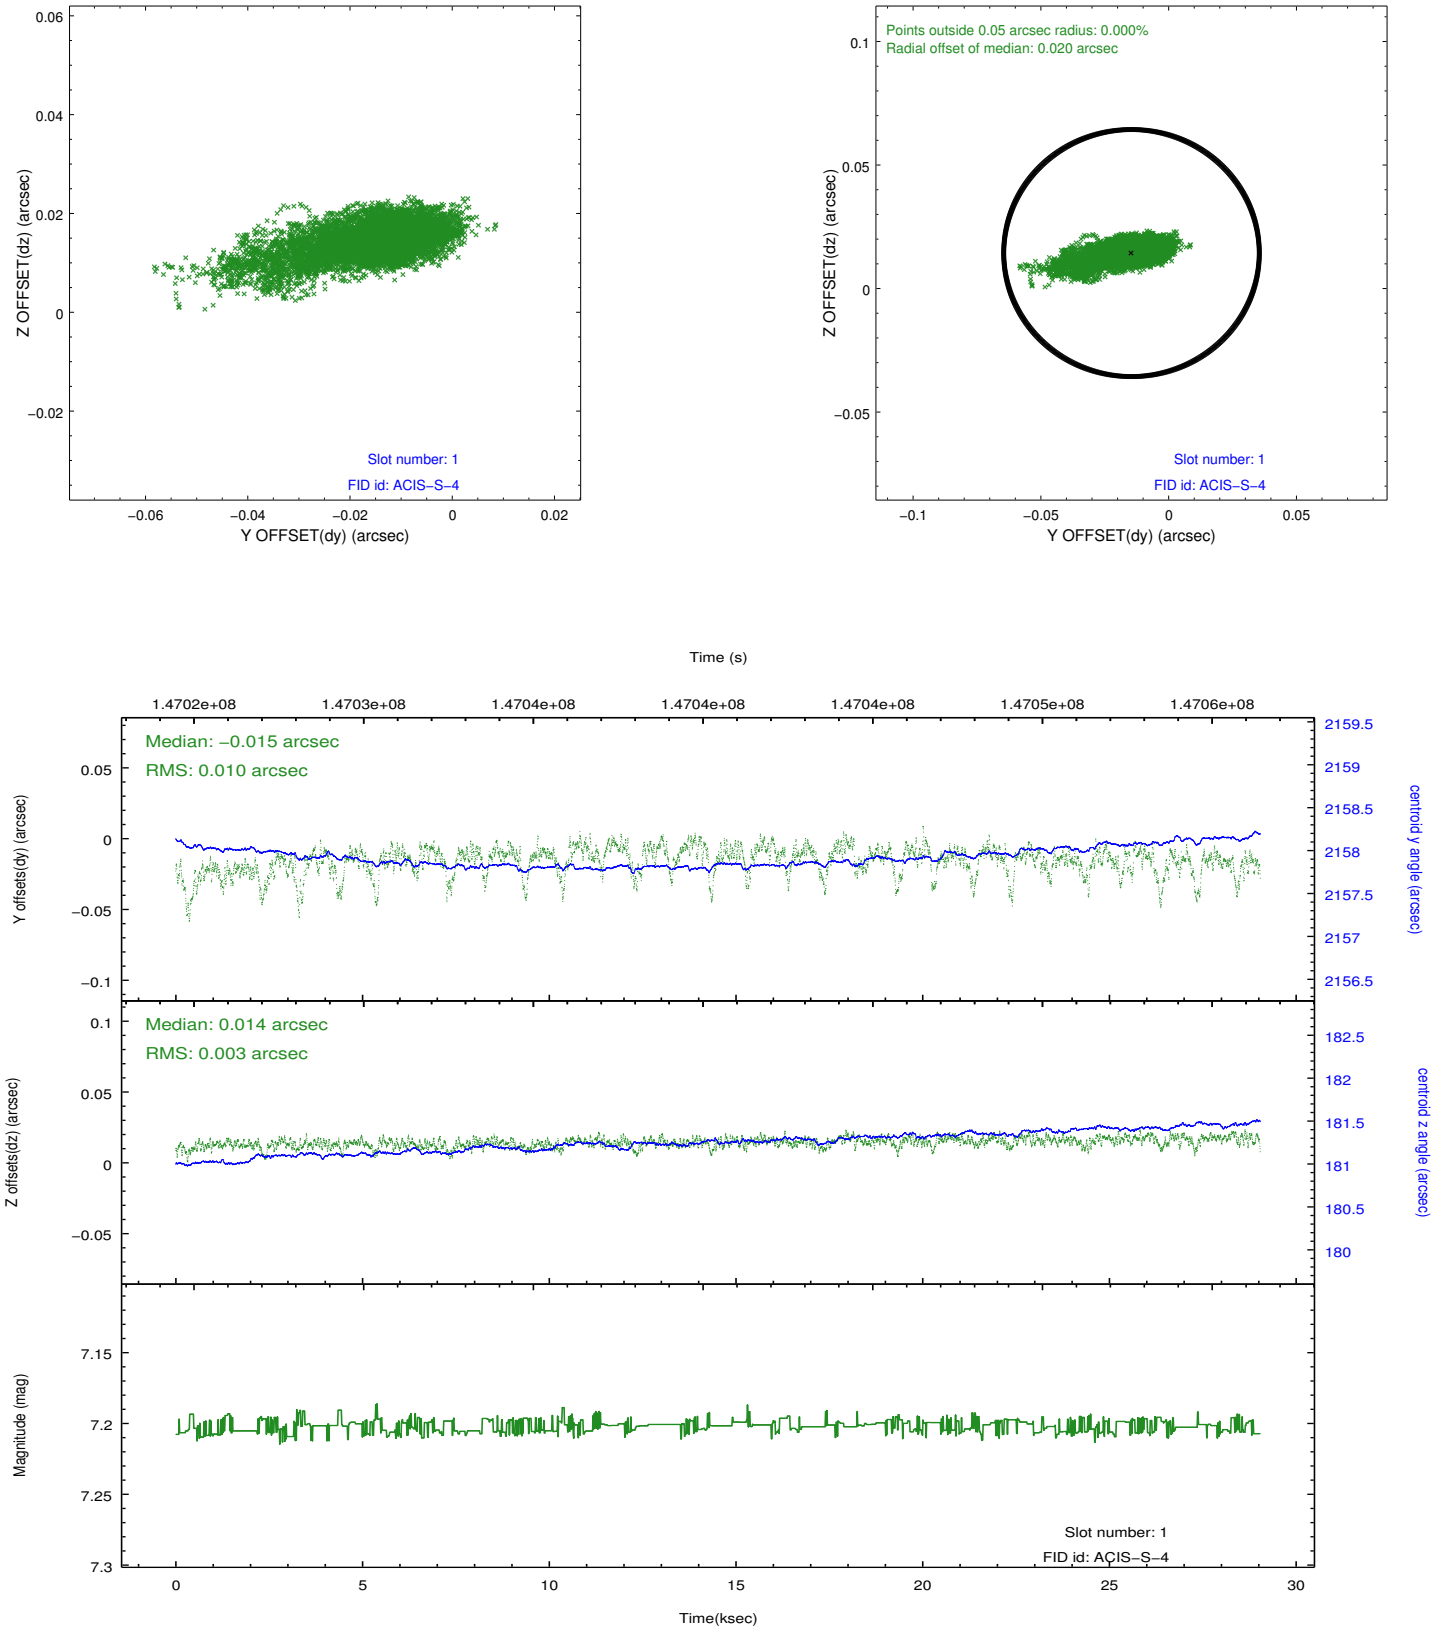 0.06
0.04
0.02
0
−0.02
Z OFFSET(dz) (arcsec)
Slot number: 1
FID id: ACIS−S−4
−0.06
−0.04
−0.02
0
0.02
Y OFFSET(dy) (arcsec)
Points outside 0.05 arcsec radius: 0.000%
Radial offset of median: 0.020 arcsec
0.1
0.05
0
−0.05
Z OFFSET(dz) (arcsec)
Slot number: 1
FID id: ACIS−S−4
−0.1
−0.05
0
0.05
Y OFFSET(dy) (arcsec)
Time (s)
1.4702e+08
1.4703e+08
1.4704e+08
1.4704e+08
1.4704e+08
1.4705e+08
1.4706e+08
Median: −0.015 arcsec
RMS: 0.010 arcsec
0.05
0
−0.05
−0.1
Y offsets(dy) (arcsec)
2159.5
2159
2158.5
2158
2157.5
2157
2156.5
centroid y angle (arcsec)
Median: 0.014 arcsec
RMS: 0.003 arcsec
0.1
0.05
0
−0.05
Z offsets(dz) (arcsec)
182.5
182
181.5
181
180.5
180
centroid z angle (arcsec)
7.15
7.2
7.25
7.3
Magnitude (mag)
Slot number: 1
FID id: ACIS−S−4
0
5
10
15
20
25
30
Time(ksec)